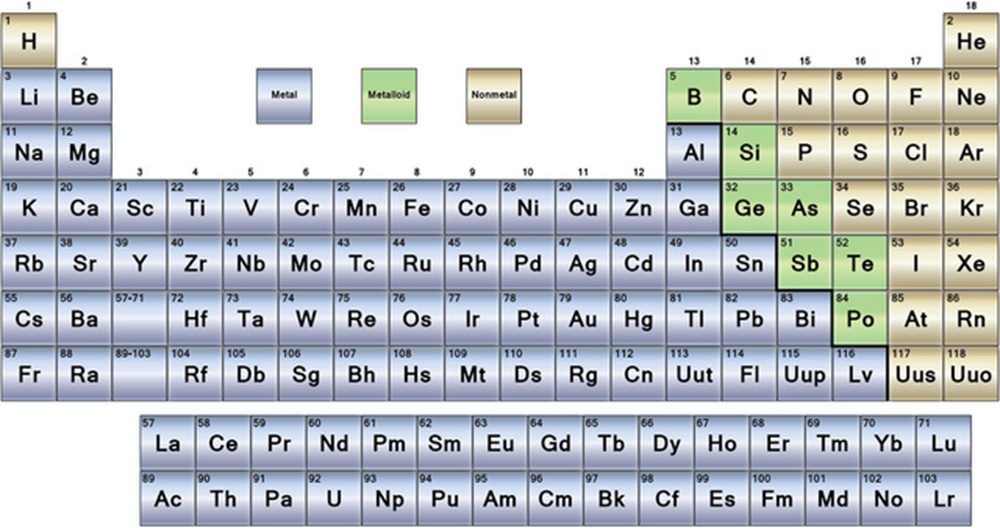 1 18
1 H 2 He
2 13 14 15 16 17
3 Li 4 Be Metal Metalloid Nonmetal 5 B 6 C 7 N 8 O 9 F 10 Ne
11 Na 12 Mg 13 Al 14 Si 15 P 16 S 17 Cl 18 Ar
3 4 5 6 7 8 9 10 11 12
19 K 20 Ca 21 Sc 22 Ti 23 V 24 Cr 25 Mn 26 Fe 27 Co 28 Ni 29 Cu 30 Zn 31 Ga 32 Ge 33 As 34 Se 35 Br 36 Kr
37 Rb 38 Sr 39 Y 40 Zr 41 Nb 42 Mo 43 Tc 44 Ru 45 Rh 46 Pd 47 Ag 48 Cd 49 In 50 Sn 51 Sb 52 Te 53 I 54 Xe
55 Cs 56 Ba 57-71 72 Hf 73 Ta 74 W 75 Re 76 Os 77 Ir 78 Pt 79 Au 80 Hg 81 Tl 82 Pb 83 Bi 84 Po 85 At 86 Rn
87 Fr 88 Ra 89-103 104 Rf 105 Db 106 Sg 107 Bh 108 Hs 109 Mt 110 Ds 111 Rg 112 Cn 113 Uut 114 Fl 115 Uup 116 Lv 117 Uus 118 Uuo
57 La 58 Ce 59 Pr 60 Nd 61 Pm 62 Sm 63 Eu 64 Gd 65 Tb 66 Dy 67 Ho 68 Er 69 Tm 70 Yb 71 Lu
89 Ac 90 Th 91 Pa 92 U 93 Np 94 Pu 95 Am 96 Cm 97 Bk 98 Cf 99 Es 100 Fm 101 Md 102 No 103 Lr